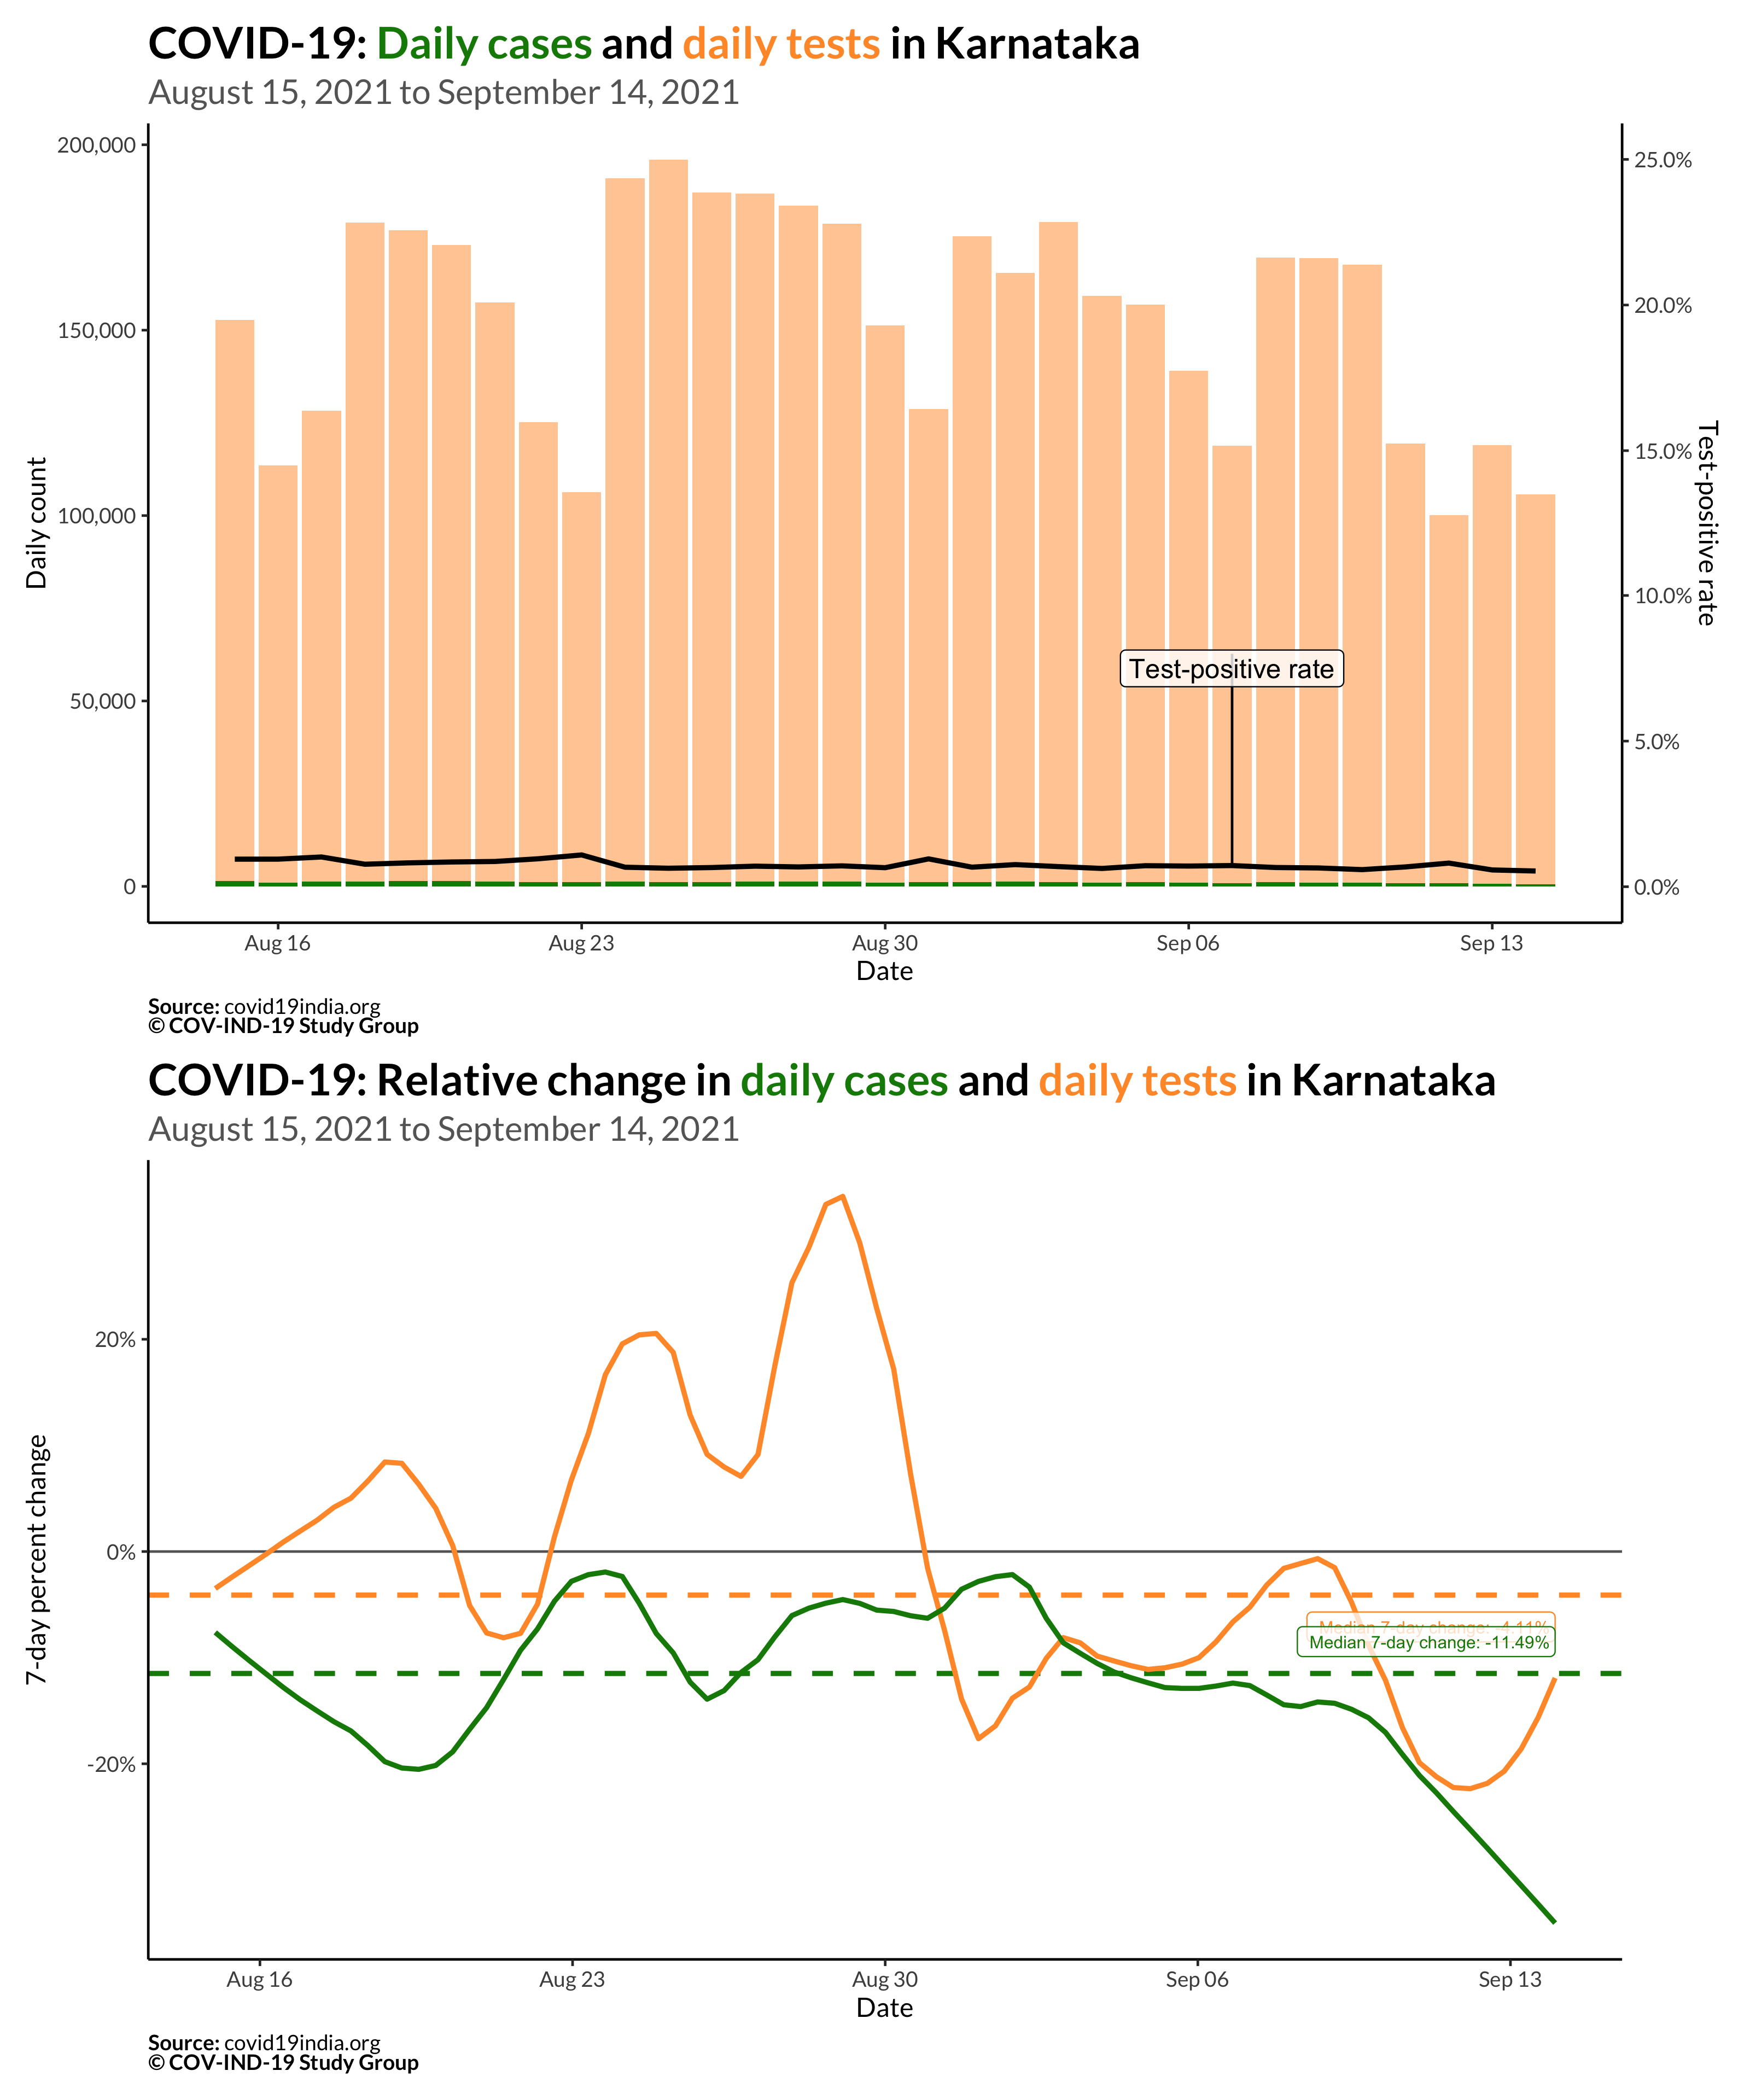 COVID-19: Daily cases and daily tests in Karnataka
August 15, 2021 to September 14, 2021
200,000
150,000
100,000
50,000
0
Daily count
25.0%
20.0%
15.0%
10.0%
5.0%
0.0%
Test-positive rate
Test-positive rate
Aug 16
Aug 23
Aug 30
Sep 06
Sep 13
Date
Source: covid19india.org
© COV-IND-19 Study Group
COVID-19: Relative change in daily cases and daily tests in Karnataka
August 15, 2021 to September 14, 2021
20%
0%
-20%
7-day percent change
Median 7-day change: -4.11%
Median 7-day change: -11.49%
Aug 16
Aug 23
Aug 30
Sep 06
Sep 13
Date
Source: covid19india.org
© COV-IND-19 Study Group